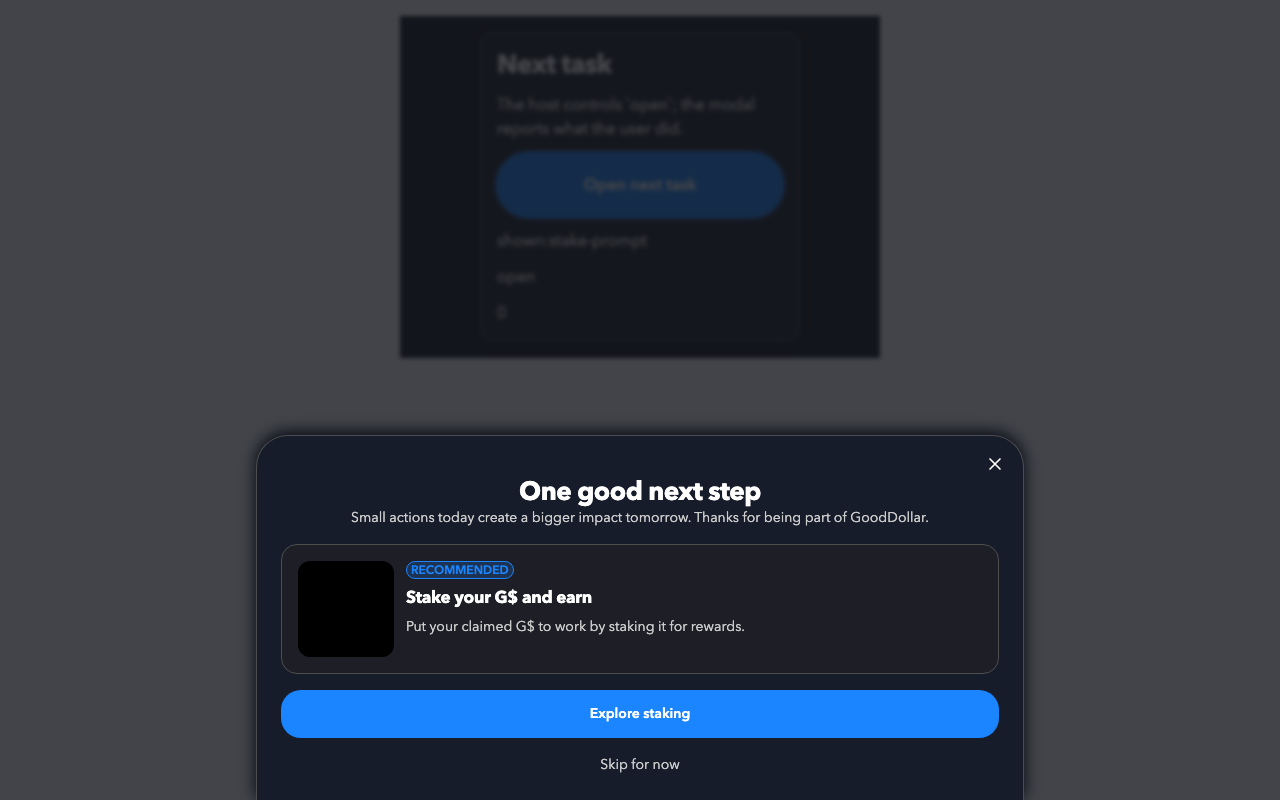 Next task
The host controls `open`; the modal
reports what the user did.
Open next task
shown:stake-prompt
open
0
One good next step
Small actions today create a bigger impact tomorrow. Thanks for being part of GoodDollar.
RECOMMENDED
Stake your G$ and earn
Put your claimed G$ to work by staking it for rewards.
Explore staking
Skip for now